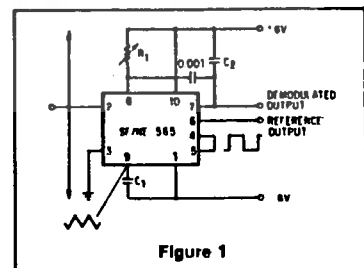 +6V
R1
C2
0.001
8
10
DEMODULATED
OUTPUT
2
7
6
REFERENCE
OUTPUT
565
4
3
5
9
1
C1
6V
Figure 1